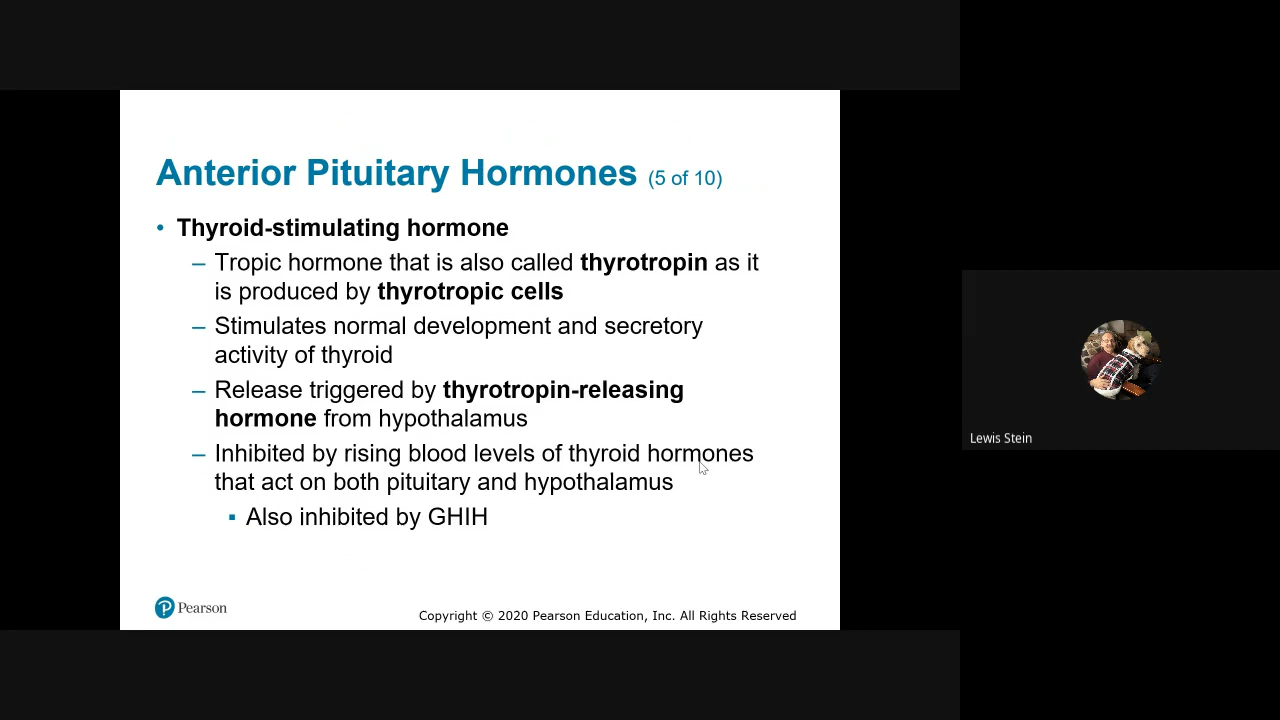 Anterior Pituitary Hormones (5 of 10)
• Thyroid-stimulating hormone
– Tropic hormone that is also called thyrotropin as it
is produced by thyrotropic cells
– Stimulates normal development and secretory
activity of thyroid
– Release triggered by thyrotropin-releasing
hormone from hypothalamus
– Inhibited by rising blood levels of thyroid hormones
that act on both pituitary and hypothalamus
▪ Also inhibited by GHIH
P Pearson
Copyright © 2020 Pearson Education, Inc. All Rights Reserved
Lewis Stein